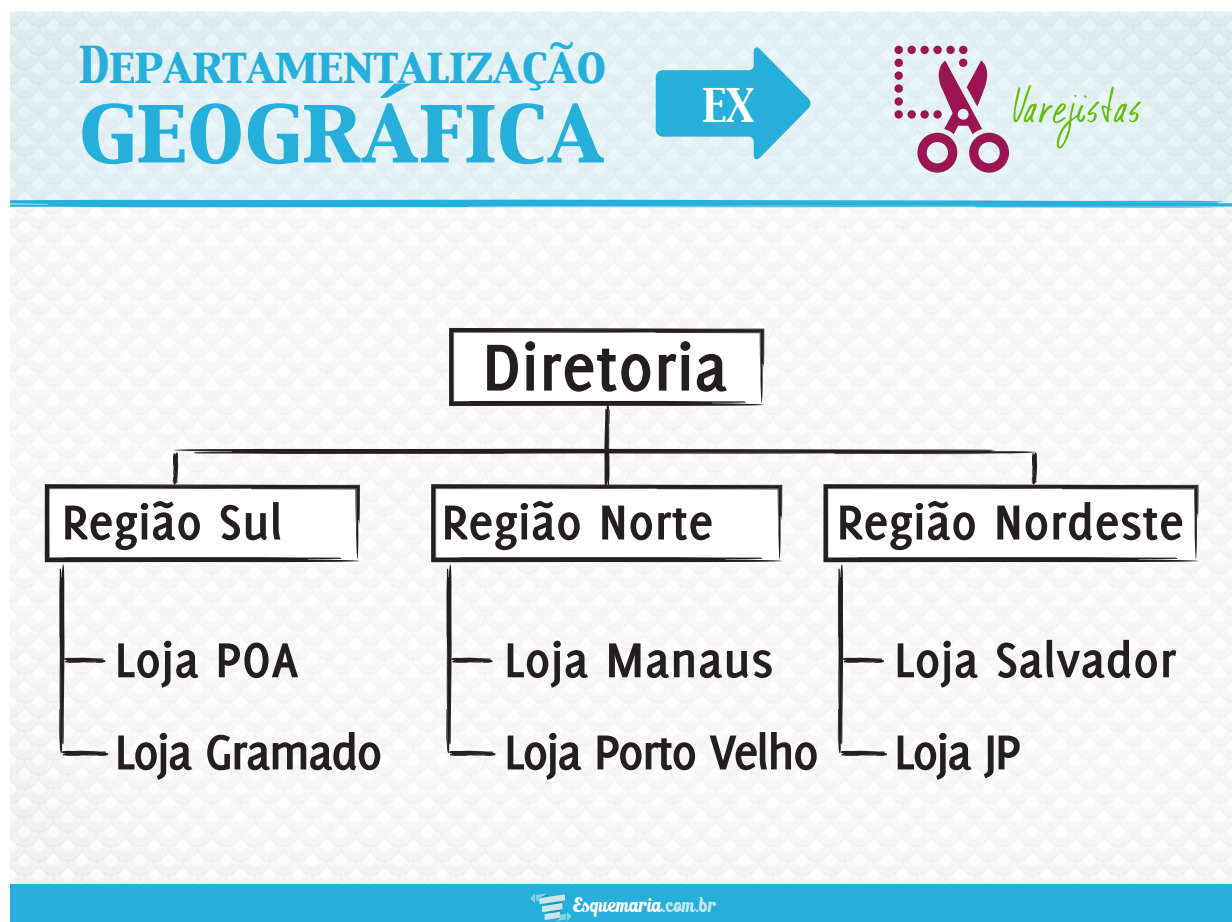 Departamentalização
GEOGRÁFICA
EX
Varejistas
Diretoria
Região Sul
Região Norte
Região Nordeste
Loja POA
Loja Manaus
Loja Salvador
Loja Gramado
Loja Porto Velho
Loja JP
Esquemaria.com.br